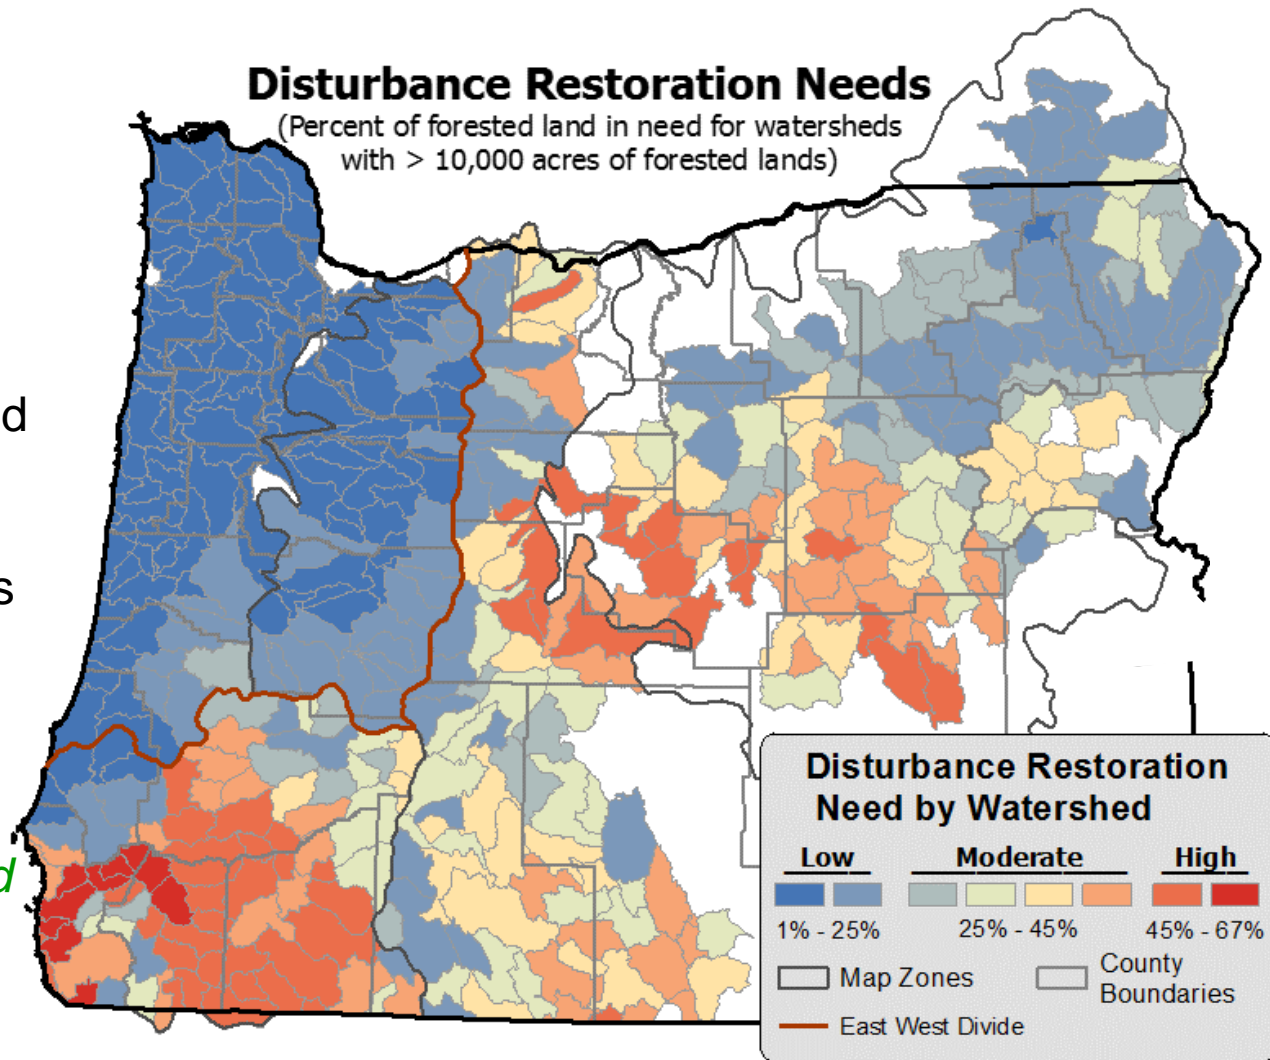 Disturbance Restoration Needs
(Percent of forested land in need for watersheds
with > 10,000 acres of forested lands)
d
s
d
Disturbance Restoration
Need by Watershed
Low Moderate High
1% - 25% 25% - 45% 45% - 67%
Map Zones County
Boundaries
East West Divide